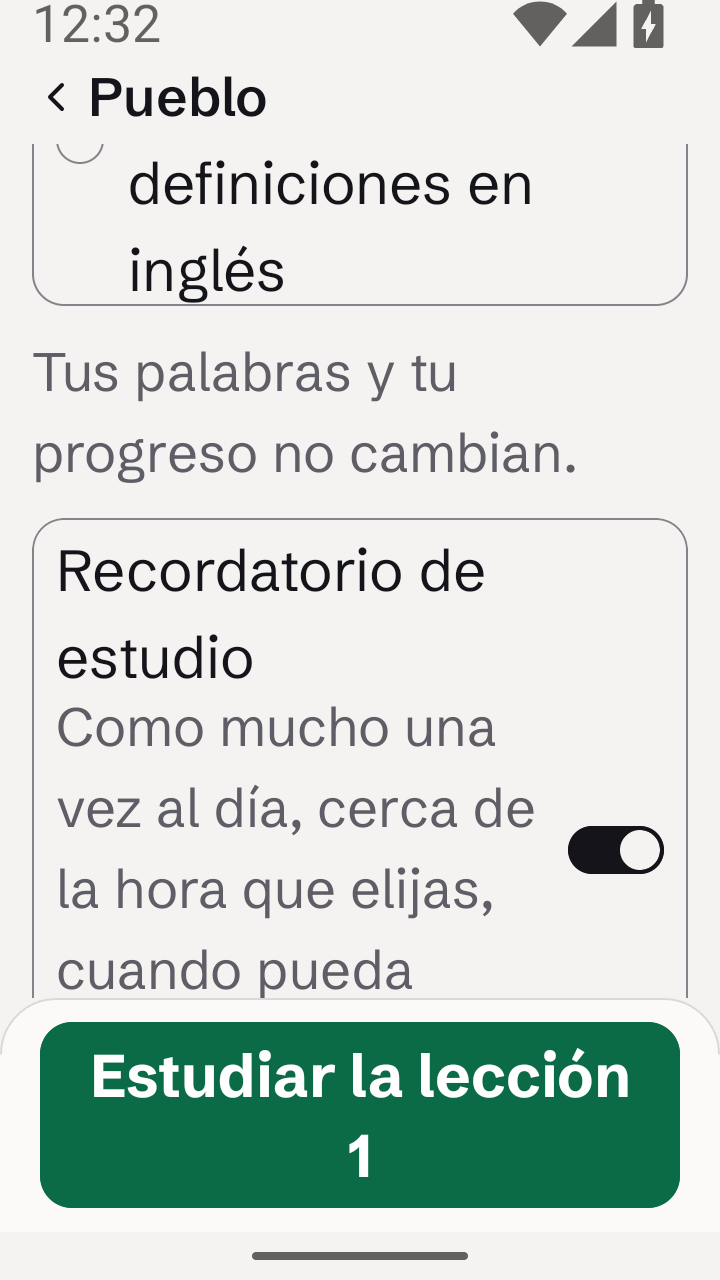 12:32
Pueblo
definiciones en
inglés
Tus palabras y tu
progreso no cambian.
Recordatorio de
estudio
Como mucho una
vez al día, cerca de
la hora que elijas,
cuando pueda
Estudiar la lección
1